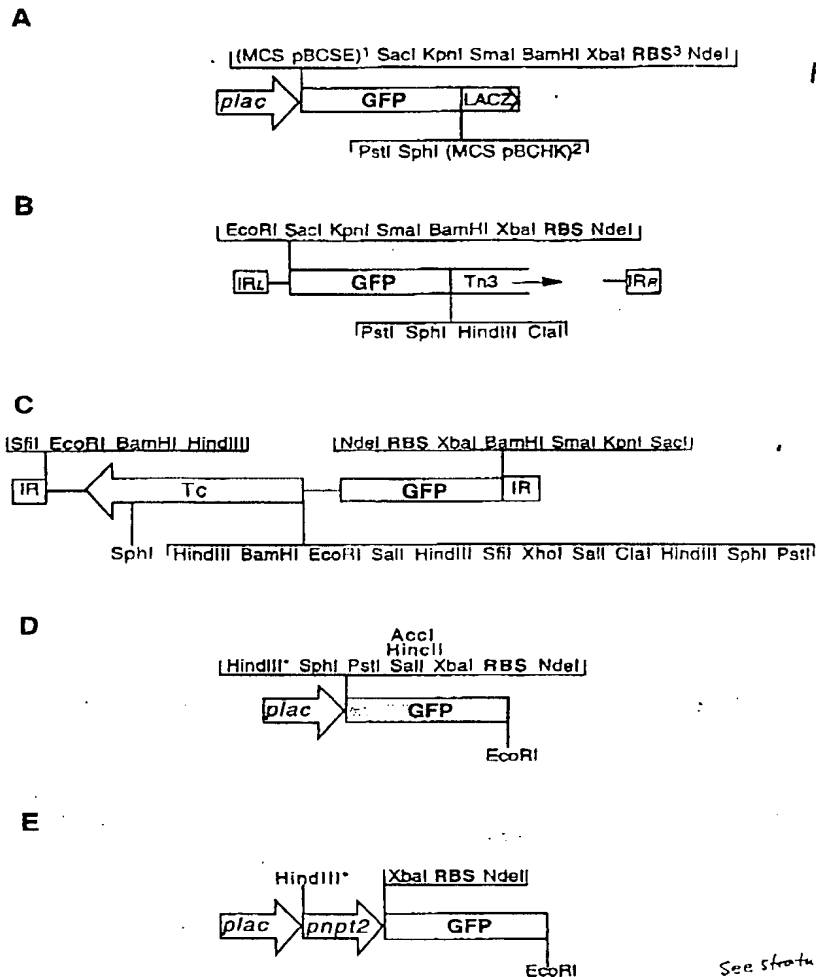 A
(MCS pBCSE)1 SacI KpnI SmaI BamHI XbaI RBS3 NdeI
plac GFP LACZ
PstI SphI (MCS pBCHK)2
B
EcoRI SacI KpnI SmaI BamHI XbaI RBS NdeI
IRL GFP Tn3 IRR
PstI SphI HindIII ClaI
C
SfiI EcoRI BamHI HindIII NdeI RBS XbaI BamHI SmaI KpnI SacI
IR Tc GFP IR
SphI HindIII BamHI EcoRI SalI HindIII SfiI XhoI SalI ClaI HindIII SphI PstI
D
AccI
HincII
HindIII* SphI PstI SalI XbaI RBS NdeI
plac GFP
EcoRI
E
HindIII* XbaI RBS NdeI
plac pnpt2 GFP
EcoRI
See